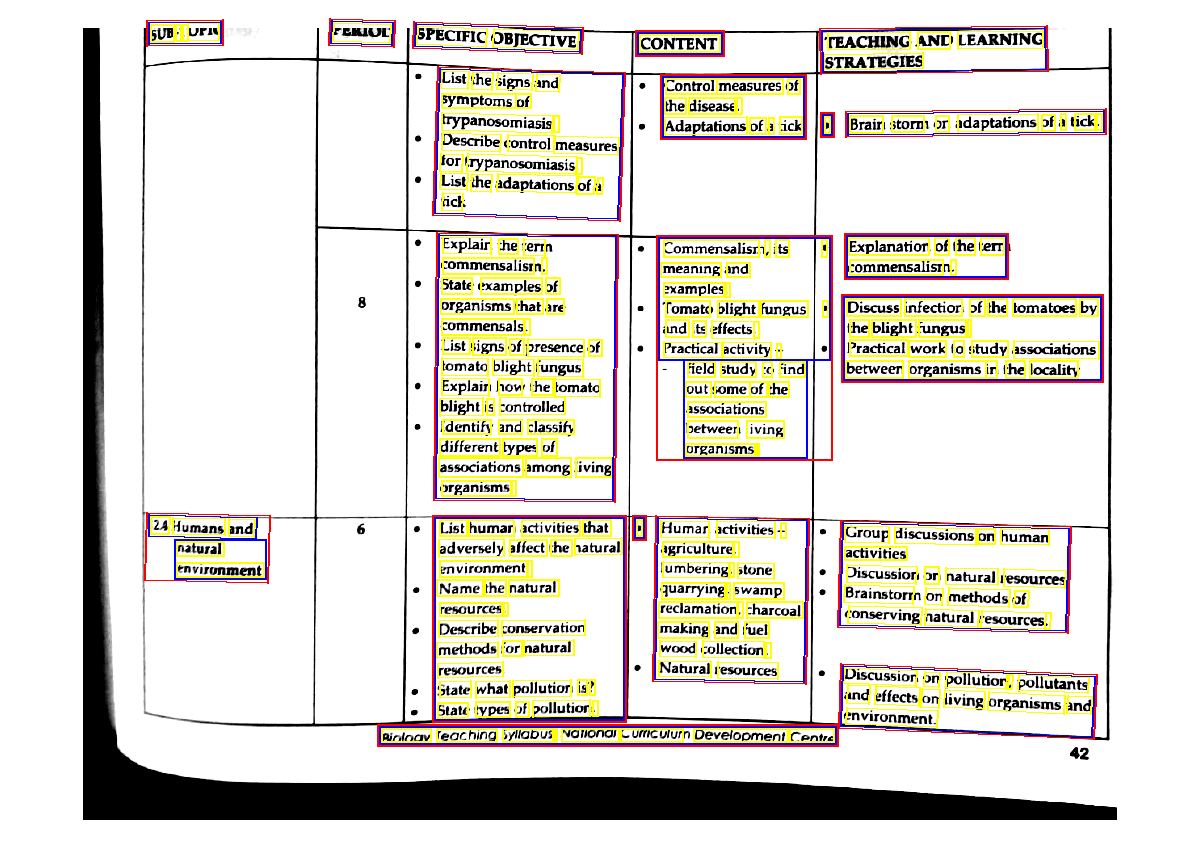 PERIOD
SPECIFIC OBJECTIVE
CONTENT
TEACHING AND LEARNING
STRATEGIES
• List the signs and
symptoms of
trypanosomiasis
• Describe control measures
for trypanosomiasis
• List the adaptations of a
tick
• Control measures of
the disease.
• Adaptations of a tick
• Brain storm on adaptations of a tick.
8
• Explain the term
commensalism.
• State examples of
organisms that are
commensals.
• List signs of presence of
tomato blight fungus
• Explain how the tomato
blight is controlled
• Identify and classify
different types of
associations among living
organisms
• Commensalism, its
meaning and
examples
• Tomato blight fungus
and its effects
• Practical activity –
- field study to find
out some of the
associations
between living
organisms
• Explanation of the term
commensalism.
• Discuss infection of the tomatoes by
the blight fungus
• Practical work to study associations
between organisms in the locality
2.4 Humans and
natural
environment
6
• List human activities that
adversely affect the natural
environment
• Name the natural
resources
• Describe conservation
methods for natural
resources
• State what pollution is?
• State types of pollution
• Human activities –
agriculture,
lumbering, stone
quarrying, swamp
reclamation, charcoal
making and fuel
wood collection.
• Natural resources
• Group discussions on human
activities
• Discussion on natural resources
• Brainstorm on methods of
conserving natural resources.
• Discussion on pollution, pollutants
and effects on living organisms and
environment.
Biology Teaching Syllabus National Curriculum Development Centre
42